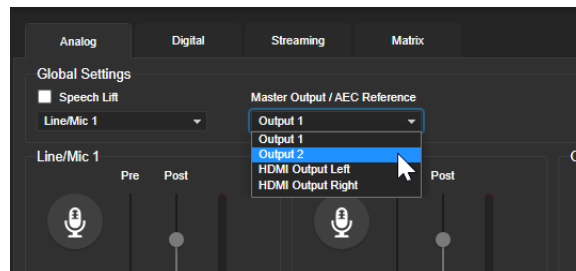 Analog Digital Streaming Matrix
Global Settings
Speech Lift Master Output / AEC Reference
Line/Mic 1 Output 1
Output 1
Output 2
HDMI Output Left
HDMI Output Right
Line/Mic 1
Pre Post Post